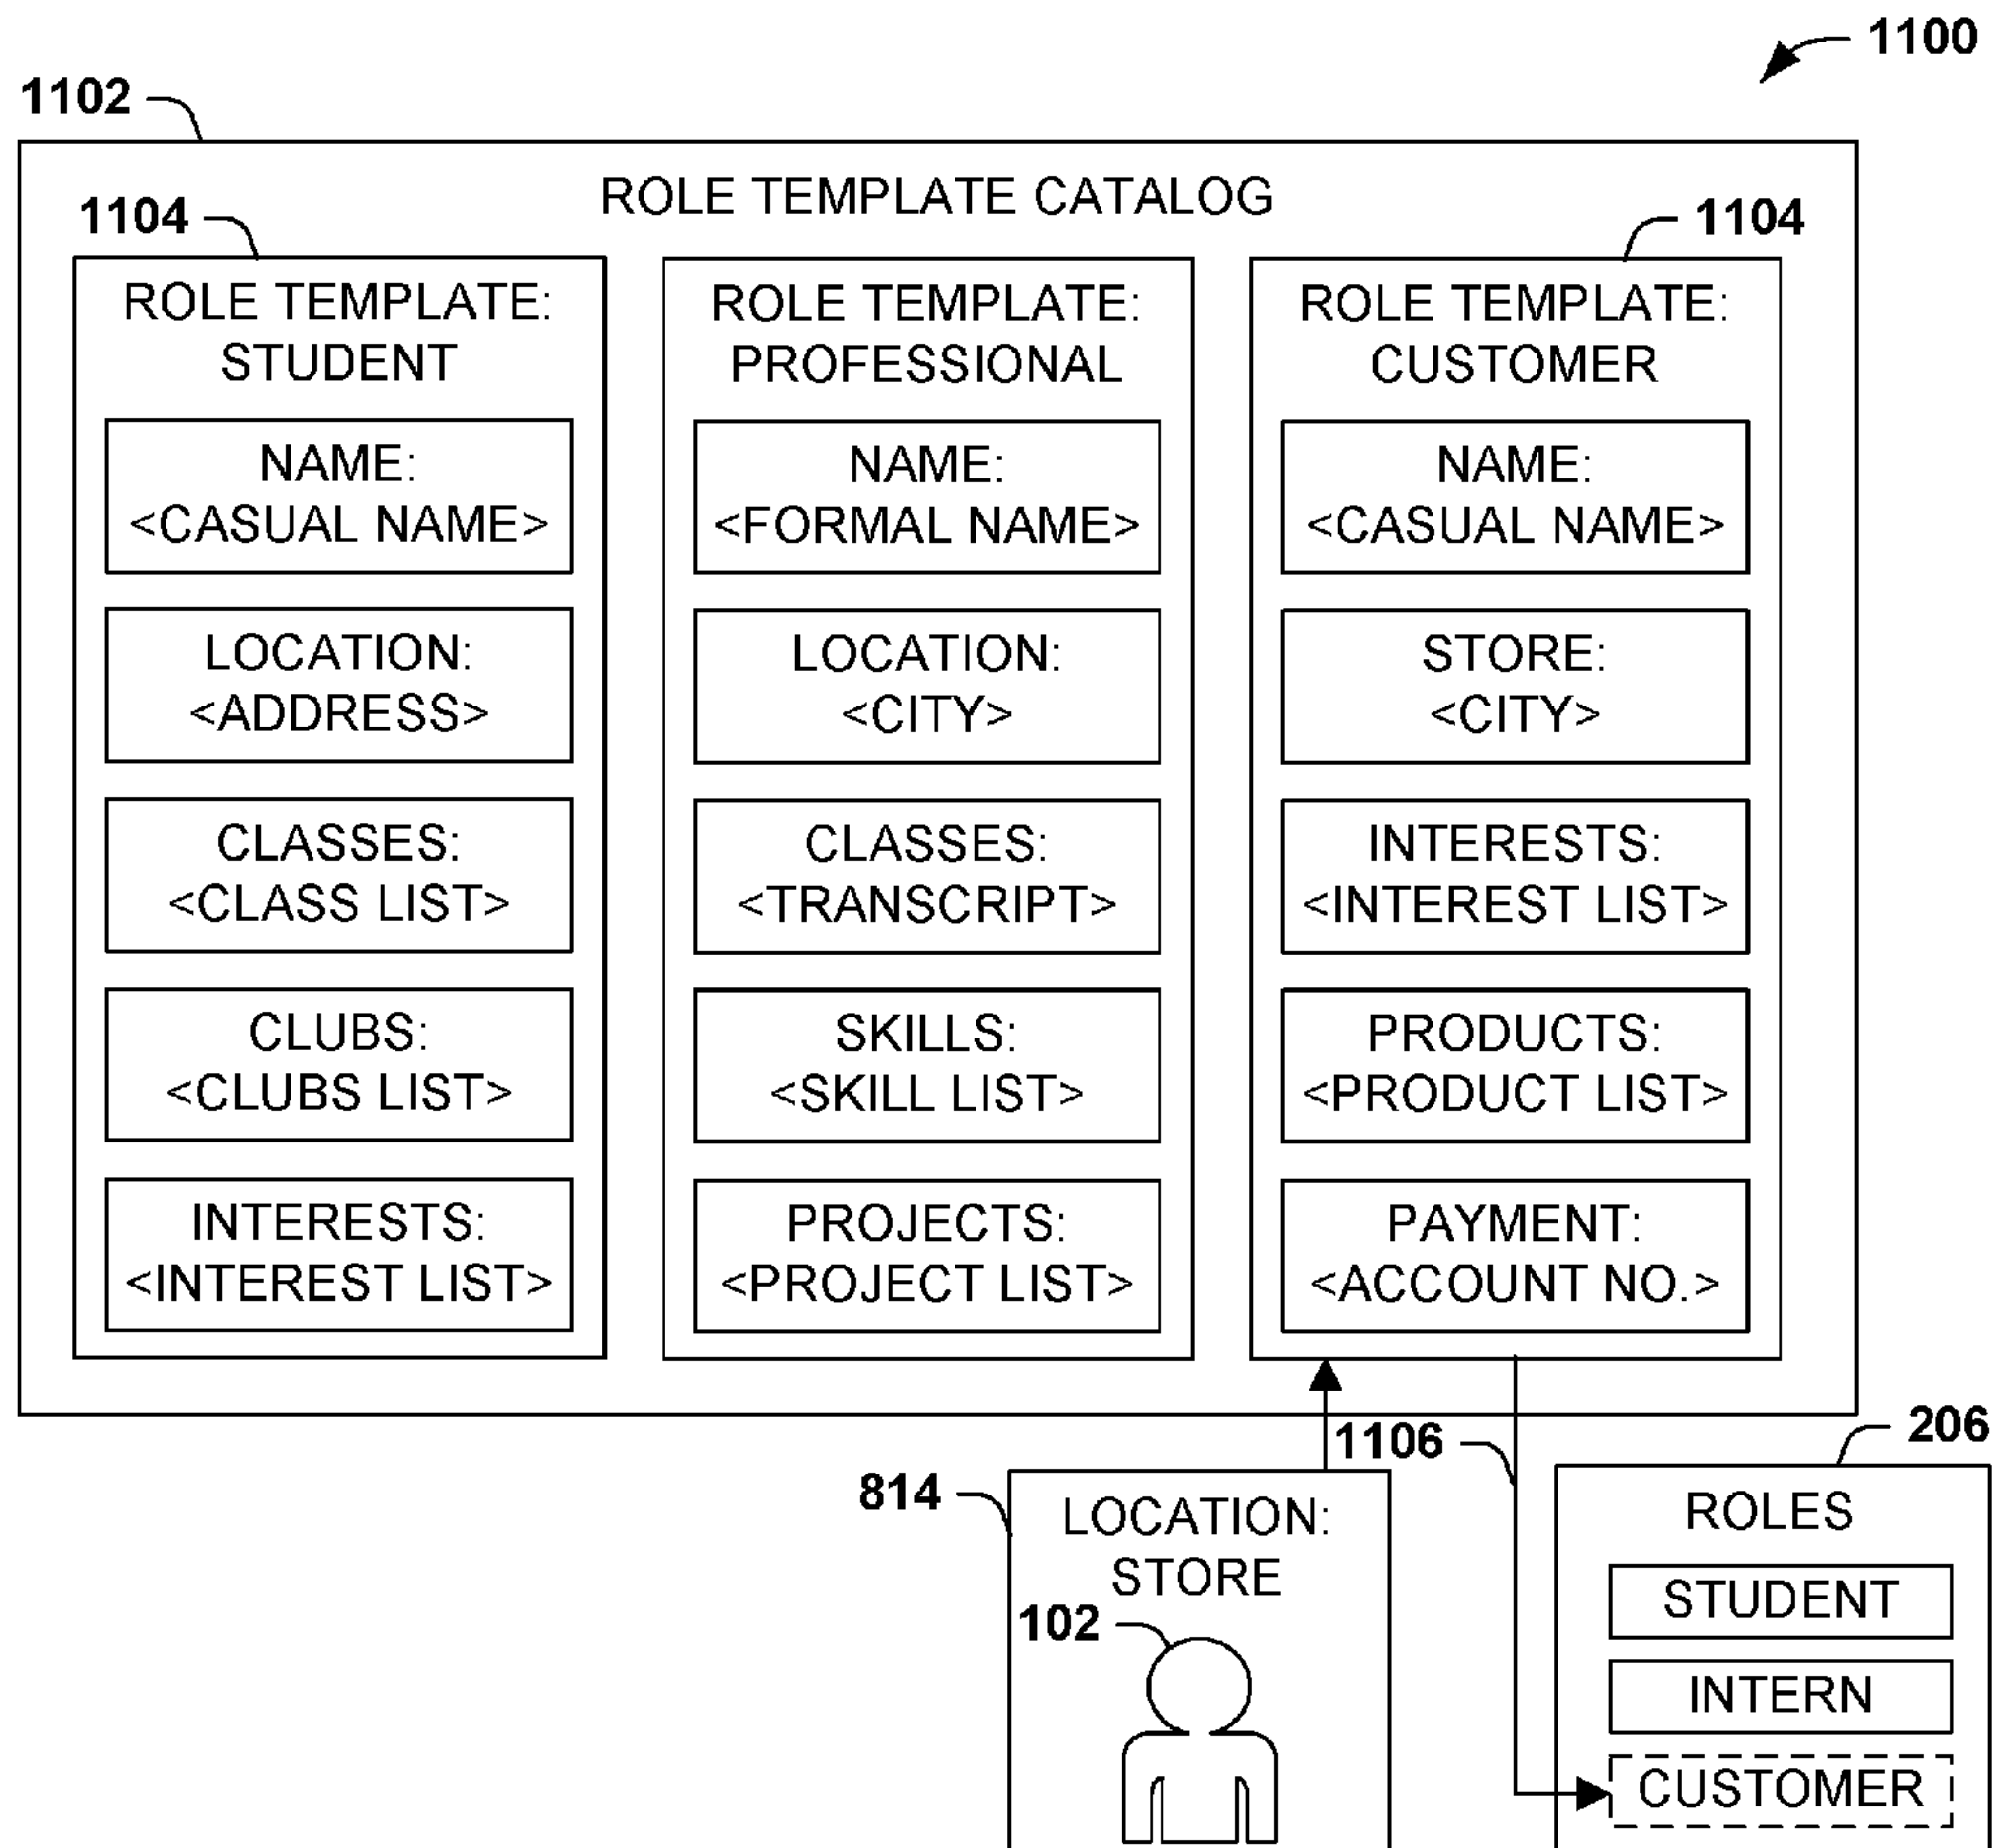 1100
1102
ROLE TEMPLATE CATALOG
1104
1104
ROLE TEMPLATE:
STUDENT
NAME:
<CASUAL NAME>
LOCATION:
<ADDRESS>
CLASSES:
<CLASS LIST>
CLUBS:
<CLUBS LIST>
INTERESTS:
<INTEREST LIST>
ROLE TEMPLATE:
PROFESSIONAL
NAME:
<FORMAL NAME>
LOCATION:
<CITY>
CLASSES:
<TRANSCRIPT>
SKILLS:
<SKILL LIST>
PROJECTS:
<PROJECT LIST>
ROLE TEMPLATE:
CUSTOMER
NAME:
<CASUAL NAME>
STORE:
<CITY>
INTERESTS:
<INTEREST LIST>
PRODUCTS:
<PRODUCT LIST>
PAYMENT:
<ACCOUNT NO.>
1106
206
814
LOCATION:
STORE
102
ROLES
STUDENT
INTERN
CUSTOMER